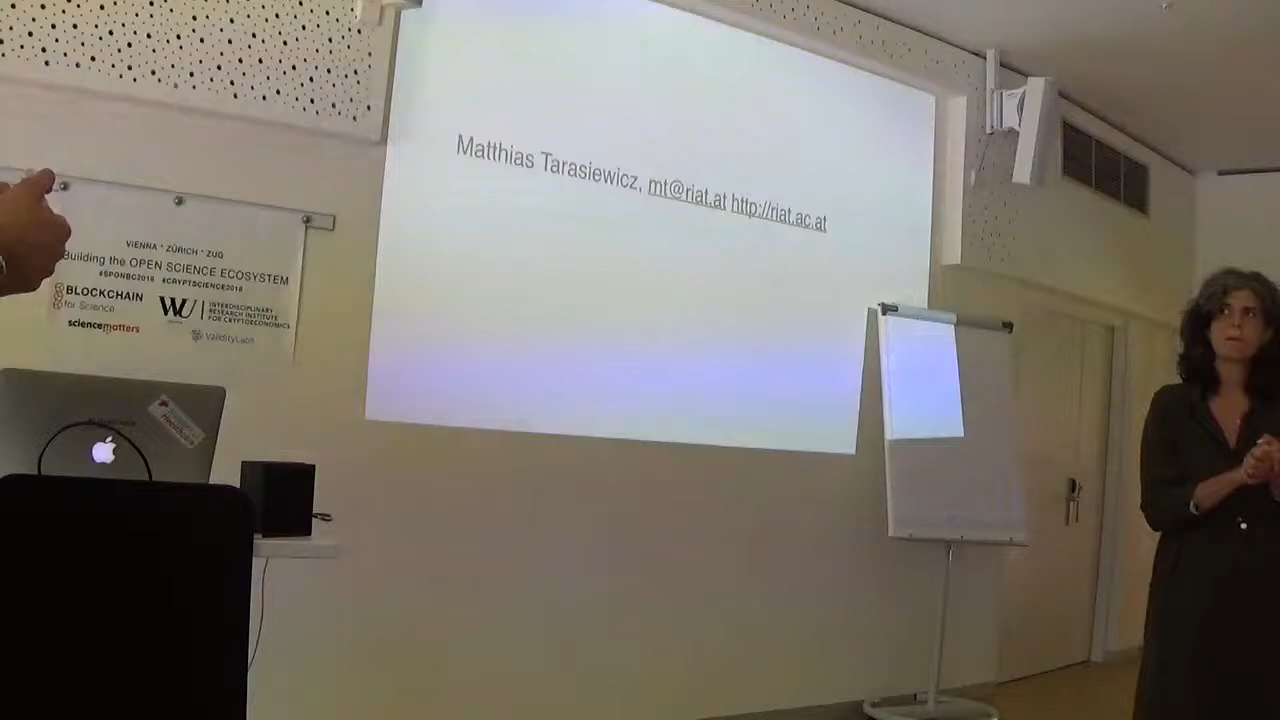 Matthias Tarasiewicz, mt@riat.at http://riat.ac.at
VIENNA * ZÜRICH * ZUG
Building the OPEN SCIENCE ECOSYSTEM
#SPONBC2018 #CRYPTSCIENCE2018
BLOCKCHAIN
for Science
WU
INTERDISCIPLINARY
RESEARCH INSTITUTE
FOR CRYPTOECONOMICS
sciencematters
ValidityLabs